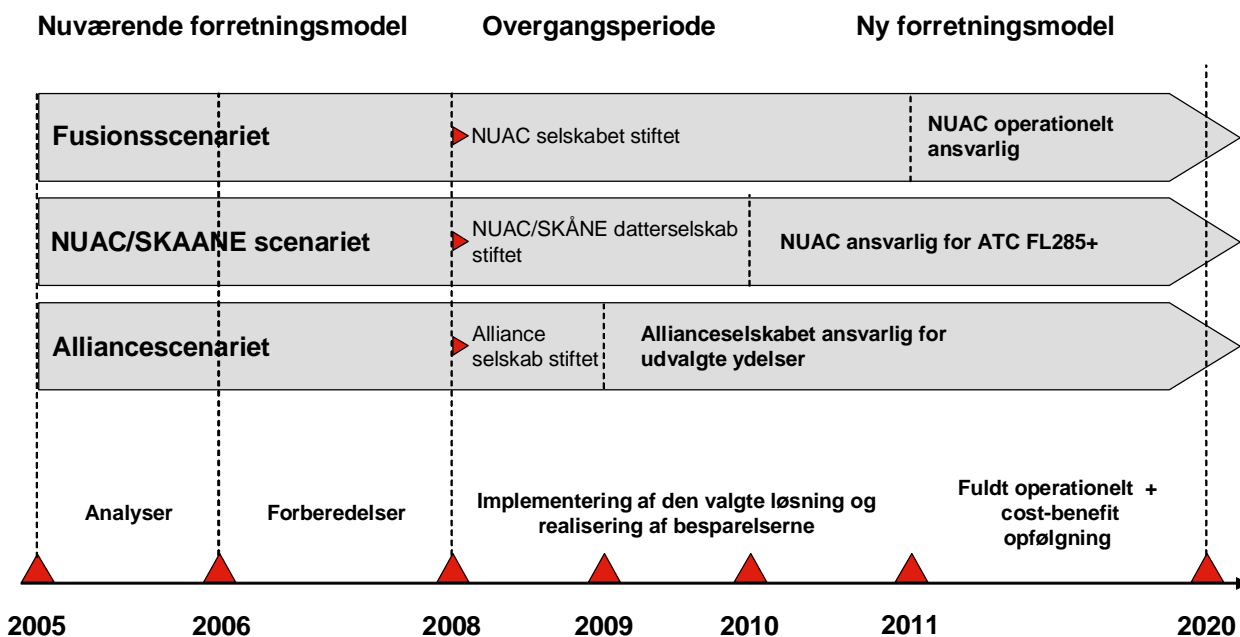 Nuværende forretningsmodel
Overgangsperiode
Ny forretningsmodel
Fusionsscenariet
NUAC selskabet stiftet
NUAC operationelt
ansvarlig
NUAC/SKAANE scenariet
NUAC/SKÅNE datterselskab
stiftet
NUAC ansvarlig for ATC FL285+
Alliancescenariet
Alliance
selskab stiftet
Allianceselskabet ansvarlig for
udvalgte ydelser
Analyser
Forberedelser
Implementering af den valgte løsning og
realisering af besparelserne
Fuldt operationelt +
cost-benefit
opfølgning
2005
2006
2008
2009
2010
2011
2020